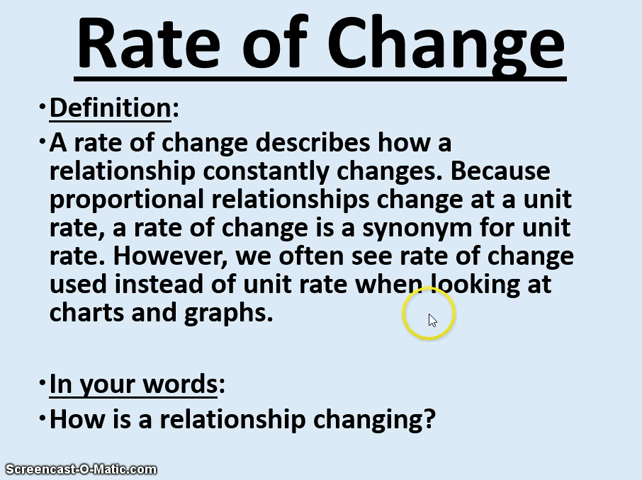 Rate of Change
•Definition:
•A rate of change describes how a
relationship constantly changes. Because
proportional relationships change at a unit
rate, a rate of change is a synonym for unit
rate. However, we often see rate of change
used instead of unit rate when looking at
charts and graphs.
•In your words:
•How is a relationship changing?
Screencast-O-Matic.com